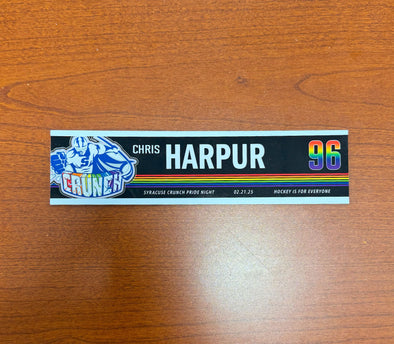 CHRIS HARPUR 96
CRUNCH
SYRACUSE CRUNCH PRIDE NIGHT 02.21.25 HOCKEY IS FOR EVERYONE